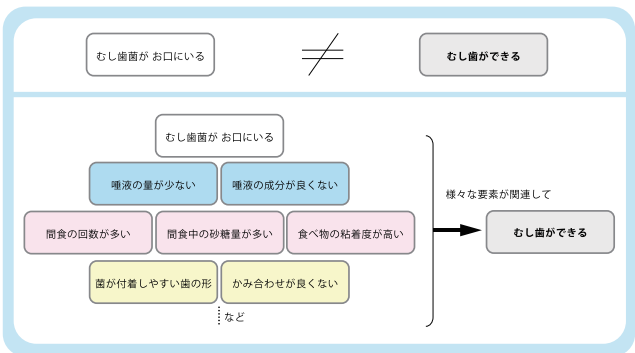 むし歯菌が お口にいる
≠
むし歯ができる
むし歯菌が お口にいる
唾液の量が少ない
唾液の成分が良くない
間食の回数が多い
間食中の砂糖量が多い
食べ物の粘着度が高い
菌が付着しやすい歯の形
かみ合わせが良くない
など
様々な要素が関連して
むし歯ができる